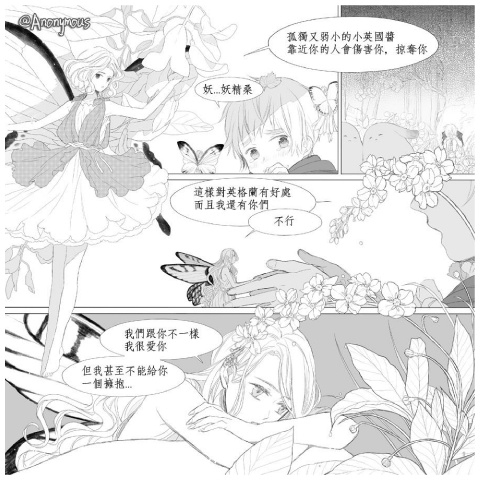 @Anonymous
孤獨又弱小的小英國醬
靠近你的人會傷害你，掠奪你
妖...妖精桑
這樣對英格蘭有好處
而且我還有你們
不行
我們跟你不一樣
我很愛你
但我甚至不能給你
一個擁抱...